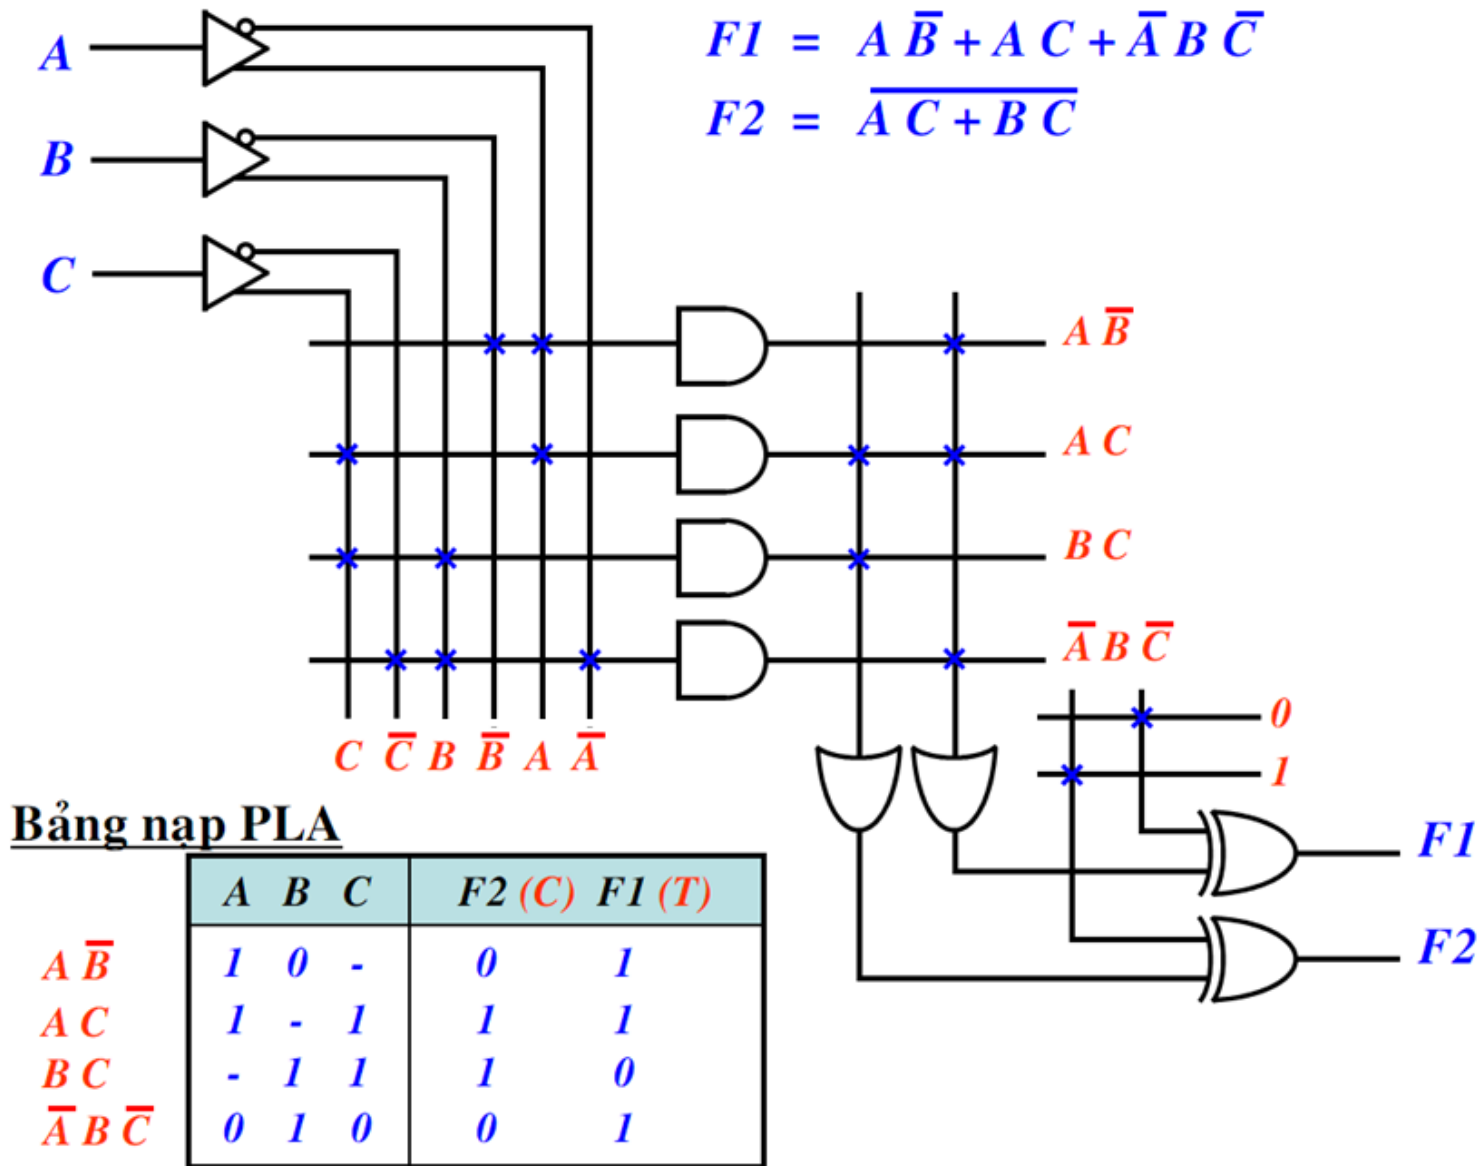 A
F1 = A B̅ + A C + A̅ B C̅
F2 = A̅ ̅C̅ ̅+̅ ̅B̅ ̅C̅
B
C
A B̅
A C
B C
A̅ B C̅
C C̅ B B̅ A A̅
0
1
F1
F2
Bảng nạp PLA
A B C F2 (C) F1 (T)
A B̅ 1 0 - 0 1
A C 1 - 1 1 1
B C - 1 1 1 0
A̅ B C̅ 0 1 0 0 1